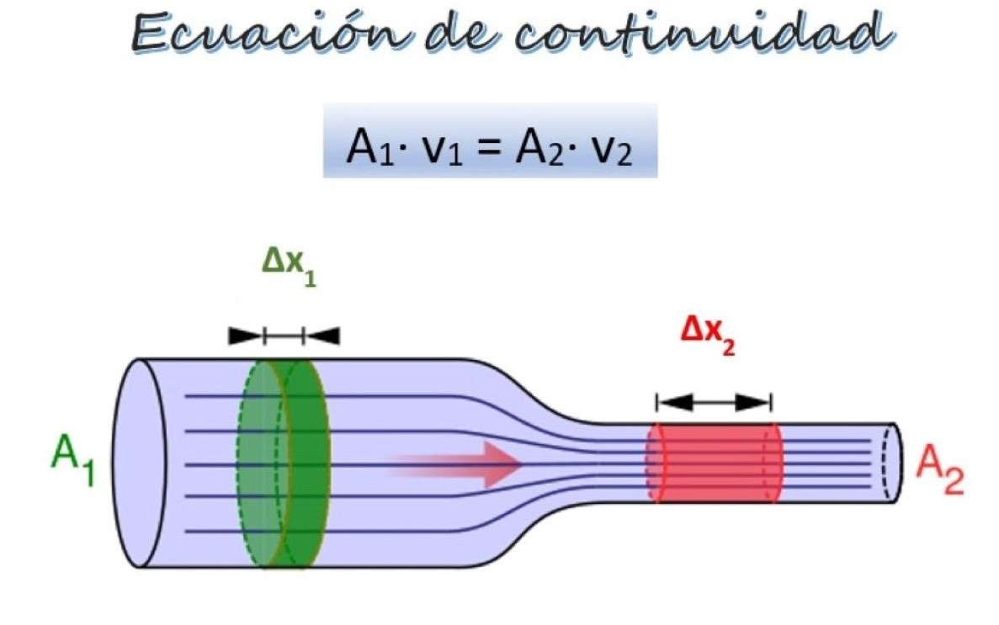 Ecuación de continuidad
A₁· v₁ = A₂· v₂
Δx₁
Δx₂
A₁
A₂